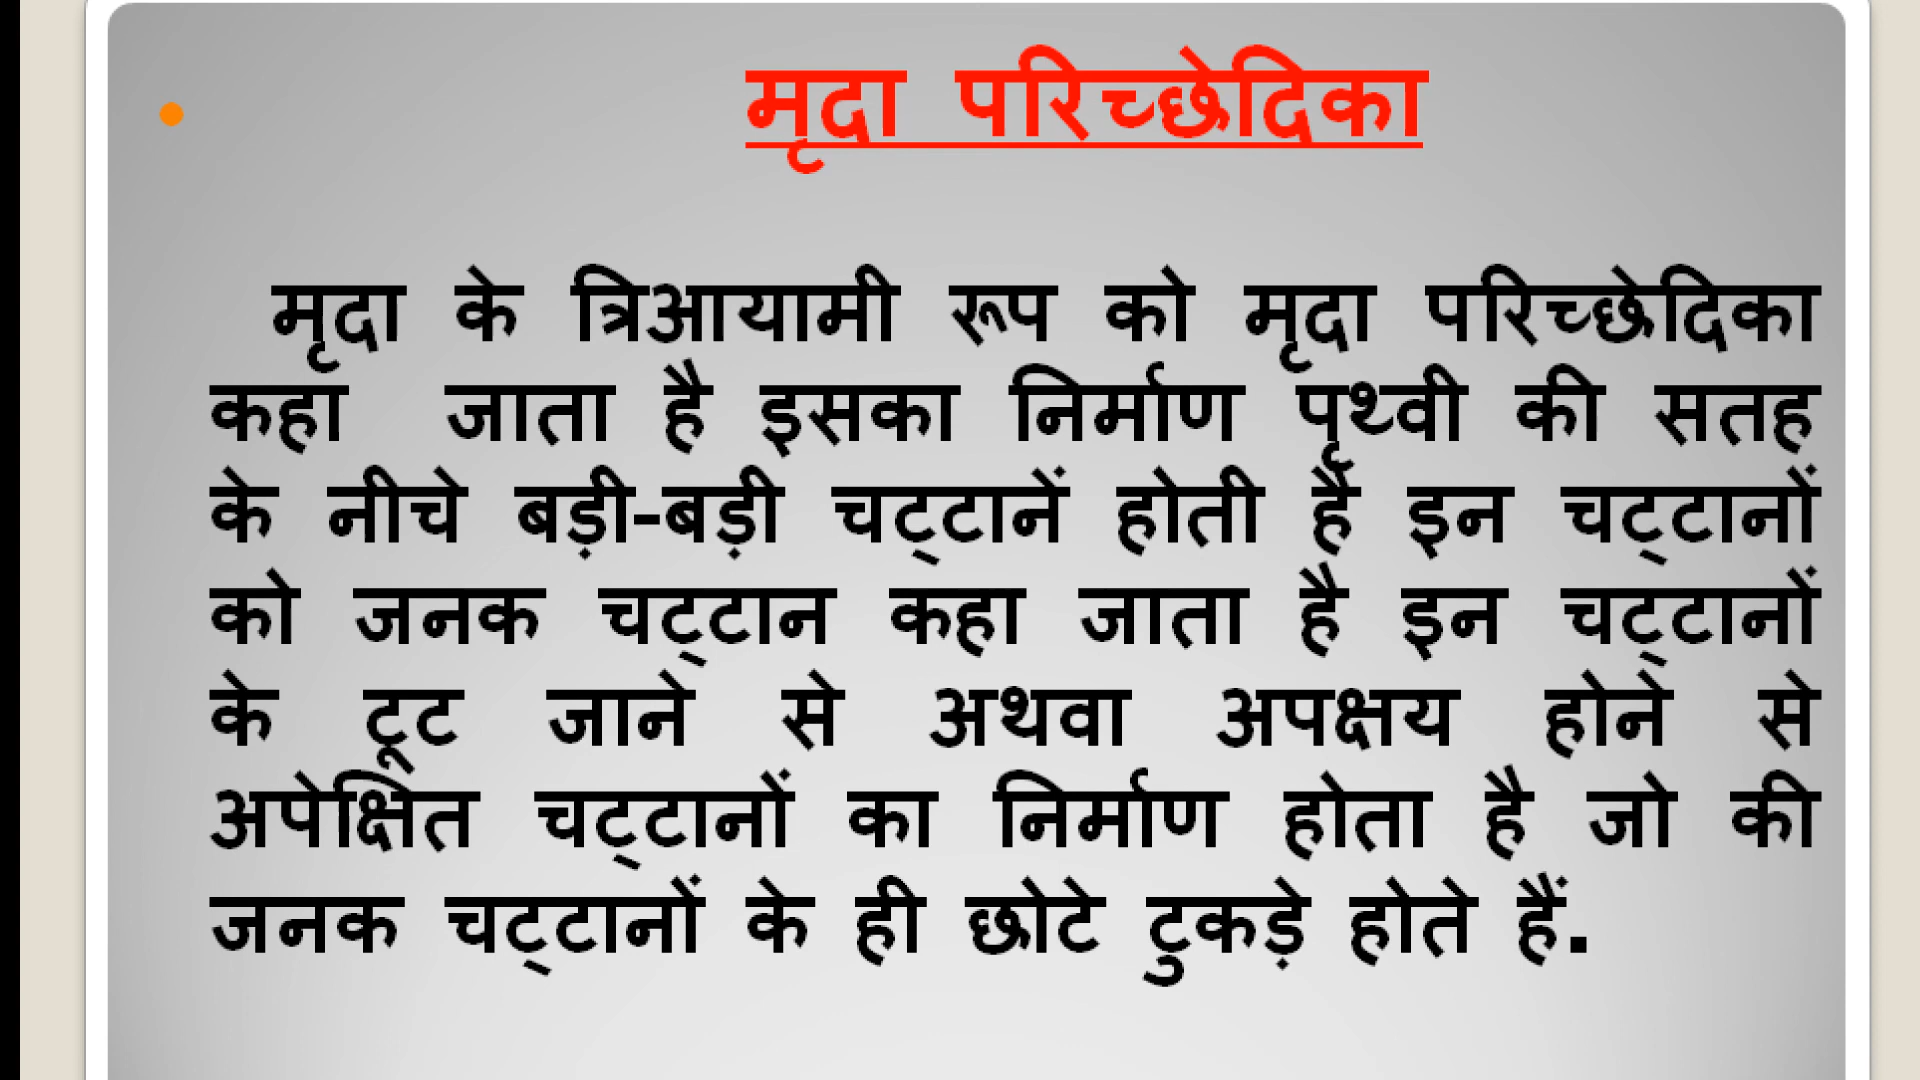 मृदा परिच्छेदिका
मृदा के त्रिआयामी रूप को मृदा परिच्छेदिका
कहा जाता है इसका निर्माण पृथ्वी की सतह
के नीचे बड़ी-बड़ी चट्टानें होती हैं इन चट्टानों
को जनक चट्टान कहा जाता है इन चट्टानों
के टूट जाने से अथवा अपक्षय होने से
अपेक्षित चट्टानों का निर्माण होता है जो की
जनक चट्टानों के ही छोटे टुकड़े होते हैं.